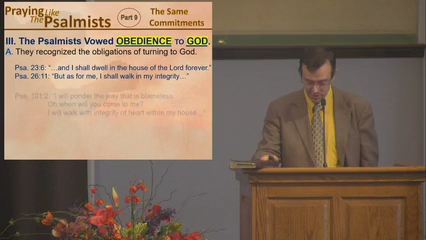 Praying Like The Psalmists
Part 9
The Same Commitments
III. The Psalmists Vowed OBEDIENCE TO GOD.
A. They recognized the obligations of turning to God.
Psa. 23:6: “…and I shall dwell in the house of the Lord forever.”
Psa. 26:11: “But as for me, I shall walk in my integrity…”
Psa. 101:2: “I will ponder the way that is blameless.
Oh when will you come to me?
I will walk with integrity of heart within my house…”